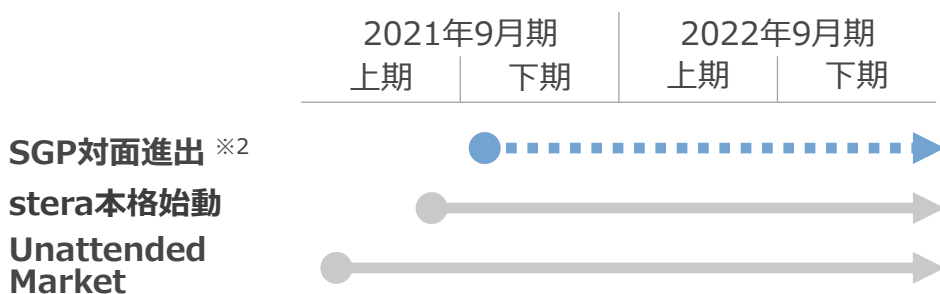 2021年9月期 2022年9月期
上期 下期 上期 下期
SGP対面進出 ※2
stera本格始動
Unattended
Market